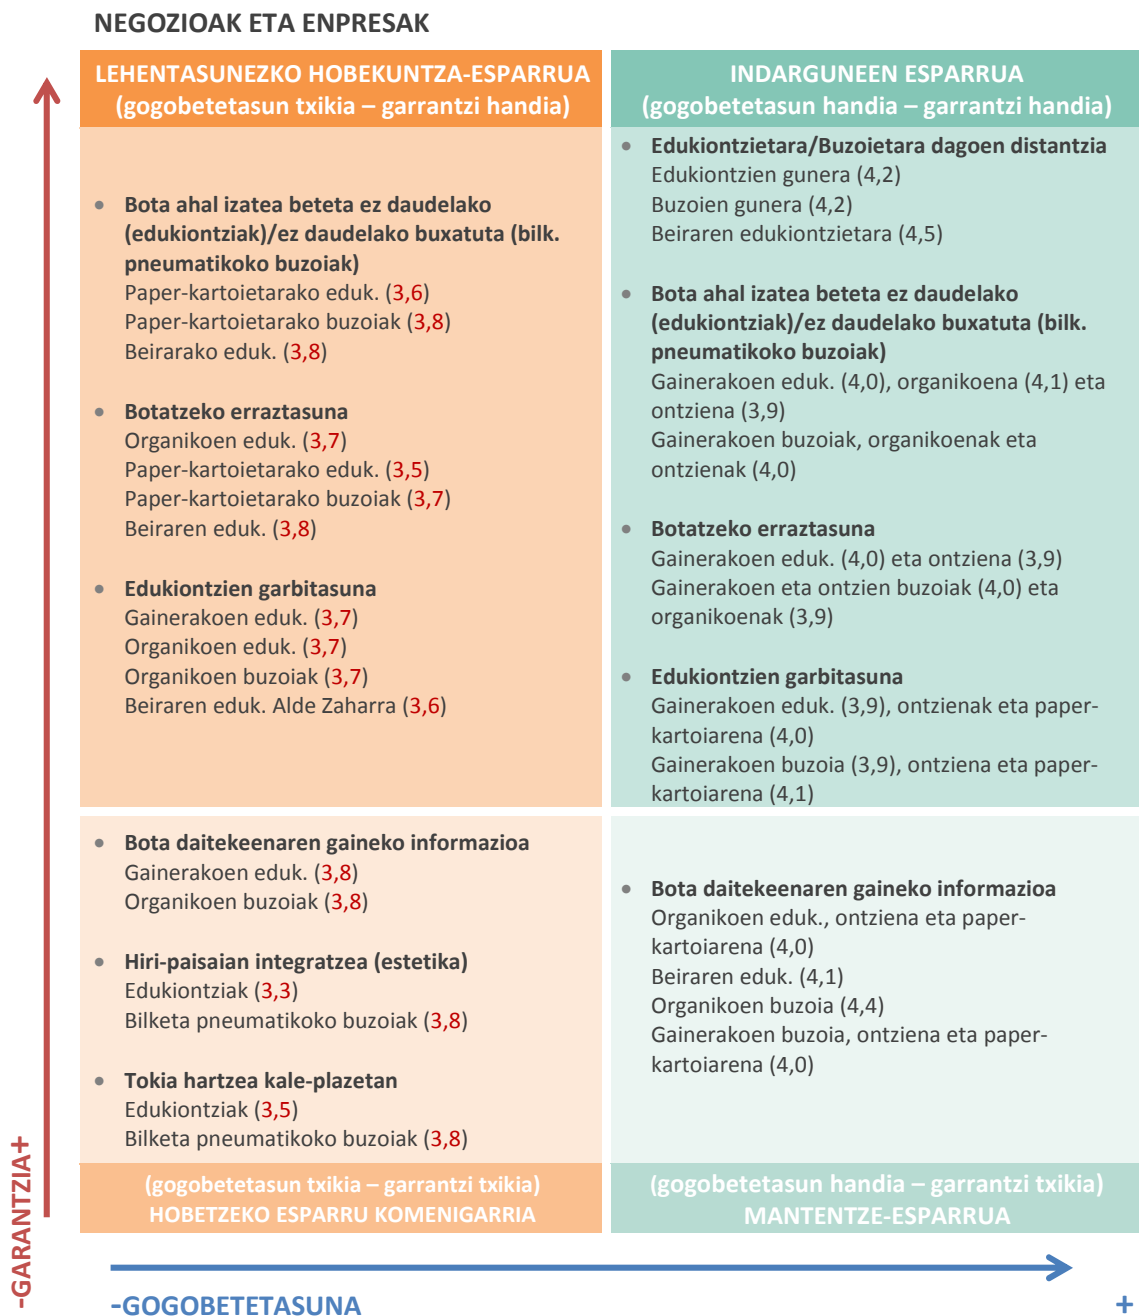 NEGOZIOAK ETA ENPRESAK
LEHENTASUNEZKO HOBEKUNTZA-ESPARRUA
(gogobetetasun txikia – garrantzi handia)
• Bota ahal izatea beteta ez daudelako
(edukiontziak)/ez daudelako buxatuta (bilk.
pneumatikoko buzoiak)
Paper-kartoietarako eduk. (3,6)
Paper-kartoietarako buzoiak (3,8)
Beirarako eduk. (3,8)
• Botatzeko erraztasuna
Organikoen eduk. (3,7)
Paper-kartoietarako eduk. (3,5)
Paper-kartoietarako buzoiak (3,7)
Beiraren eduk. (3,8)
• Edukiontzien garbitasuna
Gainerakoen eduk. (3,7)
Organikoen eduk. (3,7)
Organikoen buzoiak (3,7)
Beiraren eduk. Alde Zaharra (3,6)
INDARGUNEEN ESPARRUA
(gogobetetasun handia – garrantzi handia)
• Edukiontzietara/Buzoietara dagoen distantzia
Edukiontzien gunera (4,2)
Buzoien gunera (4,2)
Beiraren edukiontzietara (4,5)
• Bota ahal izatea beteta ez daudelako
(edukiontziak)/ez daudelako buxatuta (bilk.
pneumatikoko buzoiak)
Gainerakoen eduk. (4,0), organikoena (4,1) eta
ontziena (3,9)
Gainerakoen buzoiak, organikoenak eta
ontzienak (4,0)
• Botatzeko erraztasuna
Gainerakoen eduk. (4,0) eta ontziena (3,9)
Gainerakoen eta ontzien buzoiak (4,0) eta
organikoenak (3,9)
• Edukiontzien garbitasuna
Gainerakoen eduk. (3,9), ontzienak eta paper-
kartoiarena (4,0)
Gainerakoen buzoia (3,9), ontziena eta paper-
kartoiarena (4,1)
• Bota daitekeenaren gaineko informazioa
Gainerakoen eduk. (3,8)
Organikoen buzoiak (3,8)
• Hiri-paisaian integratzea (estetika)
Edukiontziak (3,3)
Bilketa pneumatikoko buzoiak (3,8)
• Tokia hartzea kale-plazetan
Edukiontziak (3,5)
Bilketa pneumatikoko buzoiak (3,8)
(gogobetetasun txikia – garrantzi txikia)
HOBETZEKO ESPARRU KOMENIGARRIA
• Bota daitekeenaren gaineko informazioa
Organikoen eduk., ontziena eta paper-
kartoiarena (4,0)
Beiraren eduk. (4,1)
Organikoen buzoia (4,4)
Gainerakoen buzoia, ontziena eta paper-
kartoiarena (4,0)
(gogobetetasun handia – garrantzi txikia)
MANTENTZE-ESPARRUA
-GARANTZIA+
-GOGOBETETASUNA +